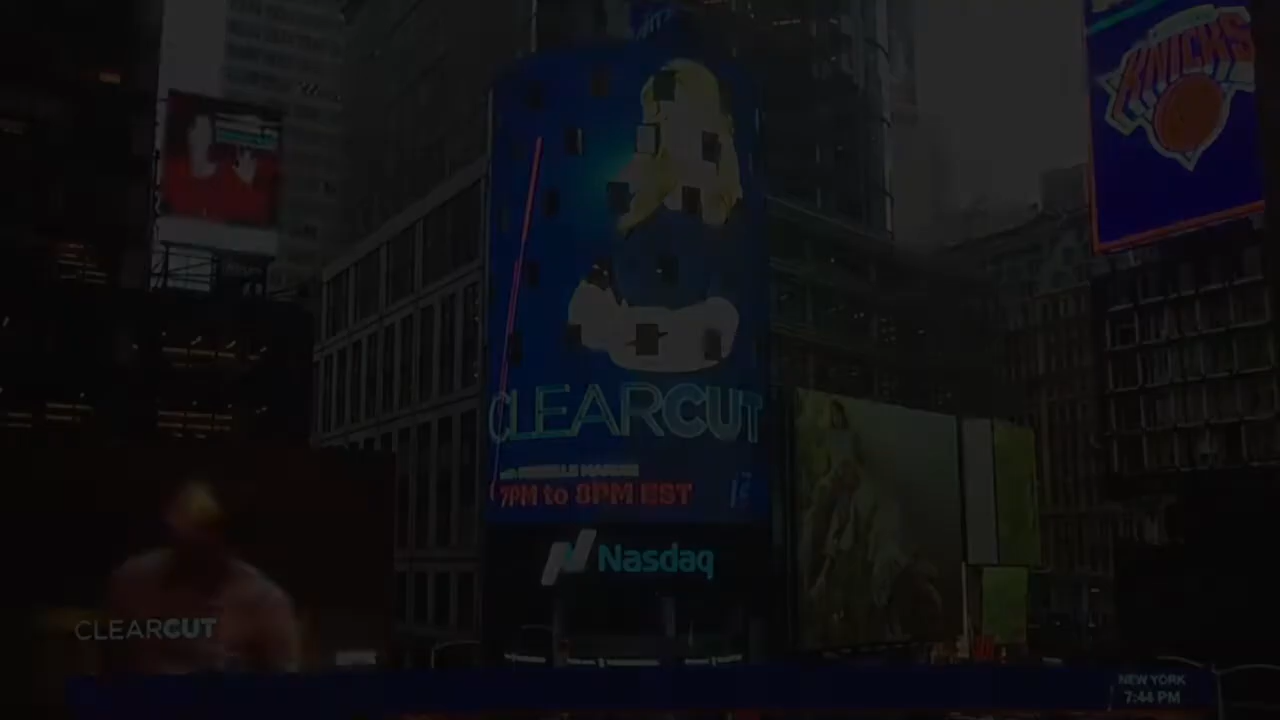 KNICKS
CLEARCUT
7PM to 8PM EST
Nasdaq
CLEARCUT
NEW YORK
7:44 PM